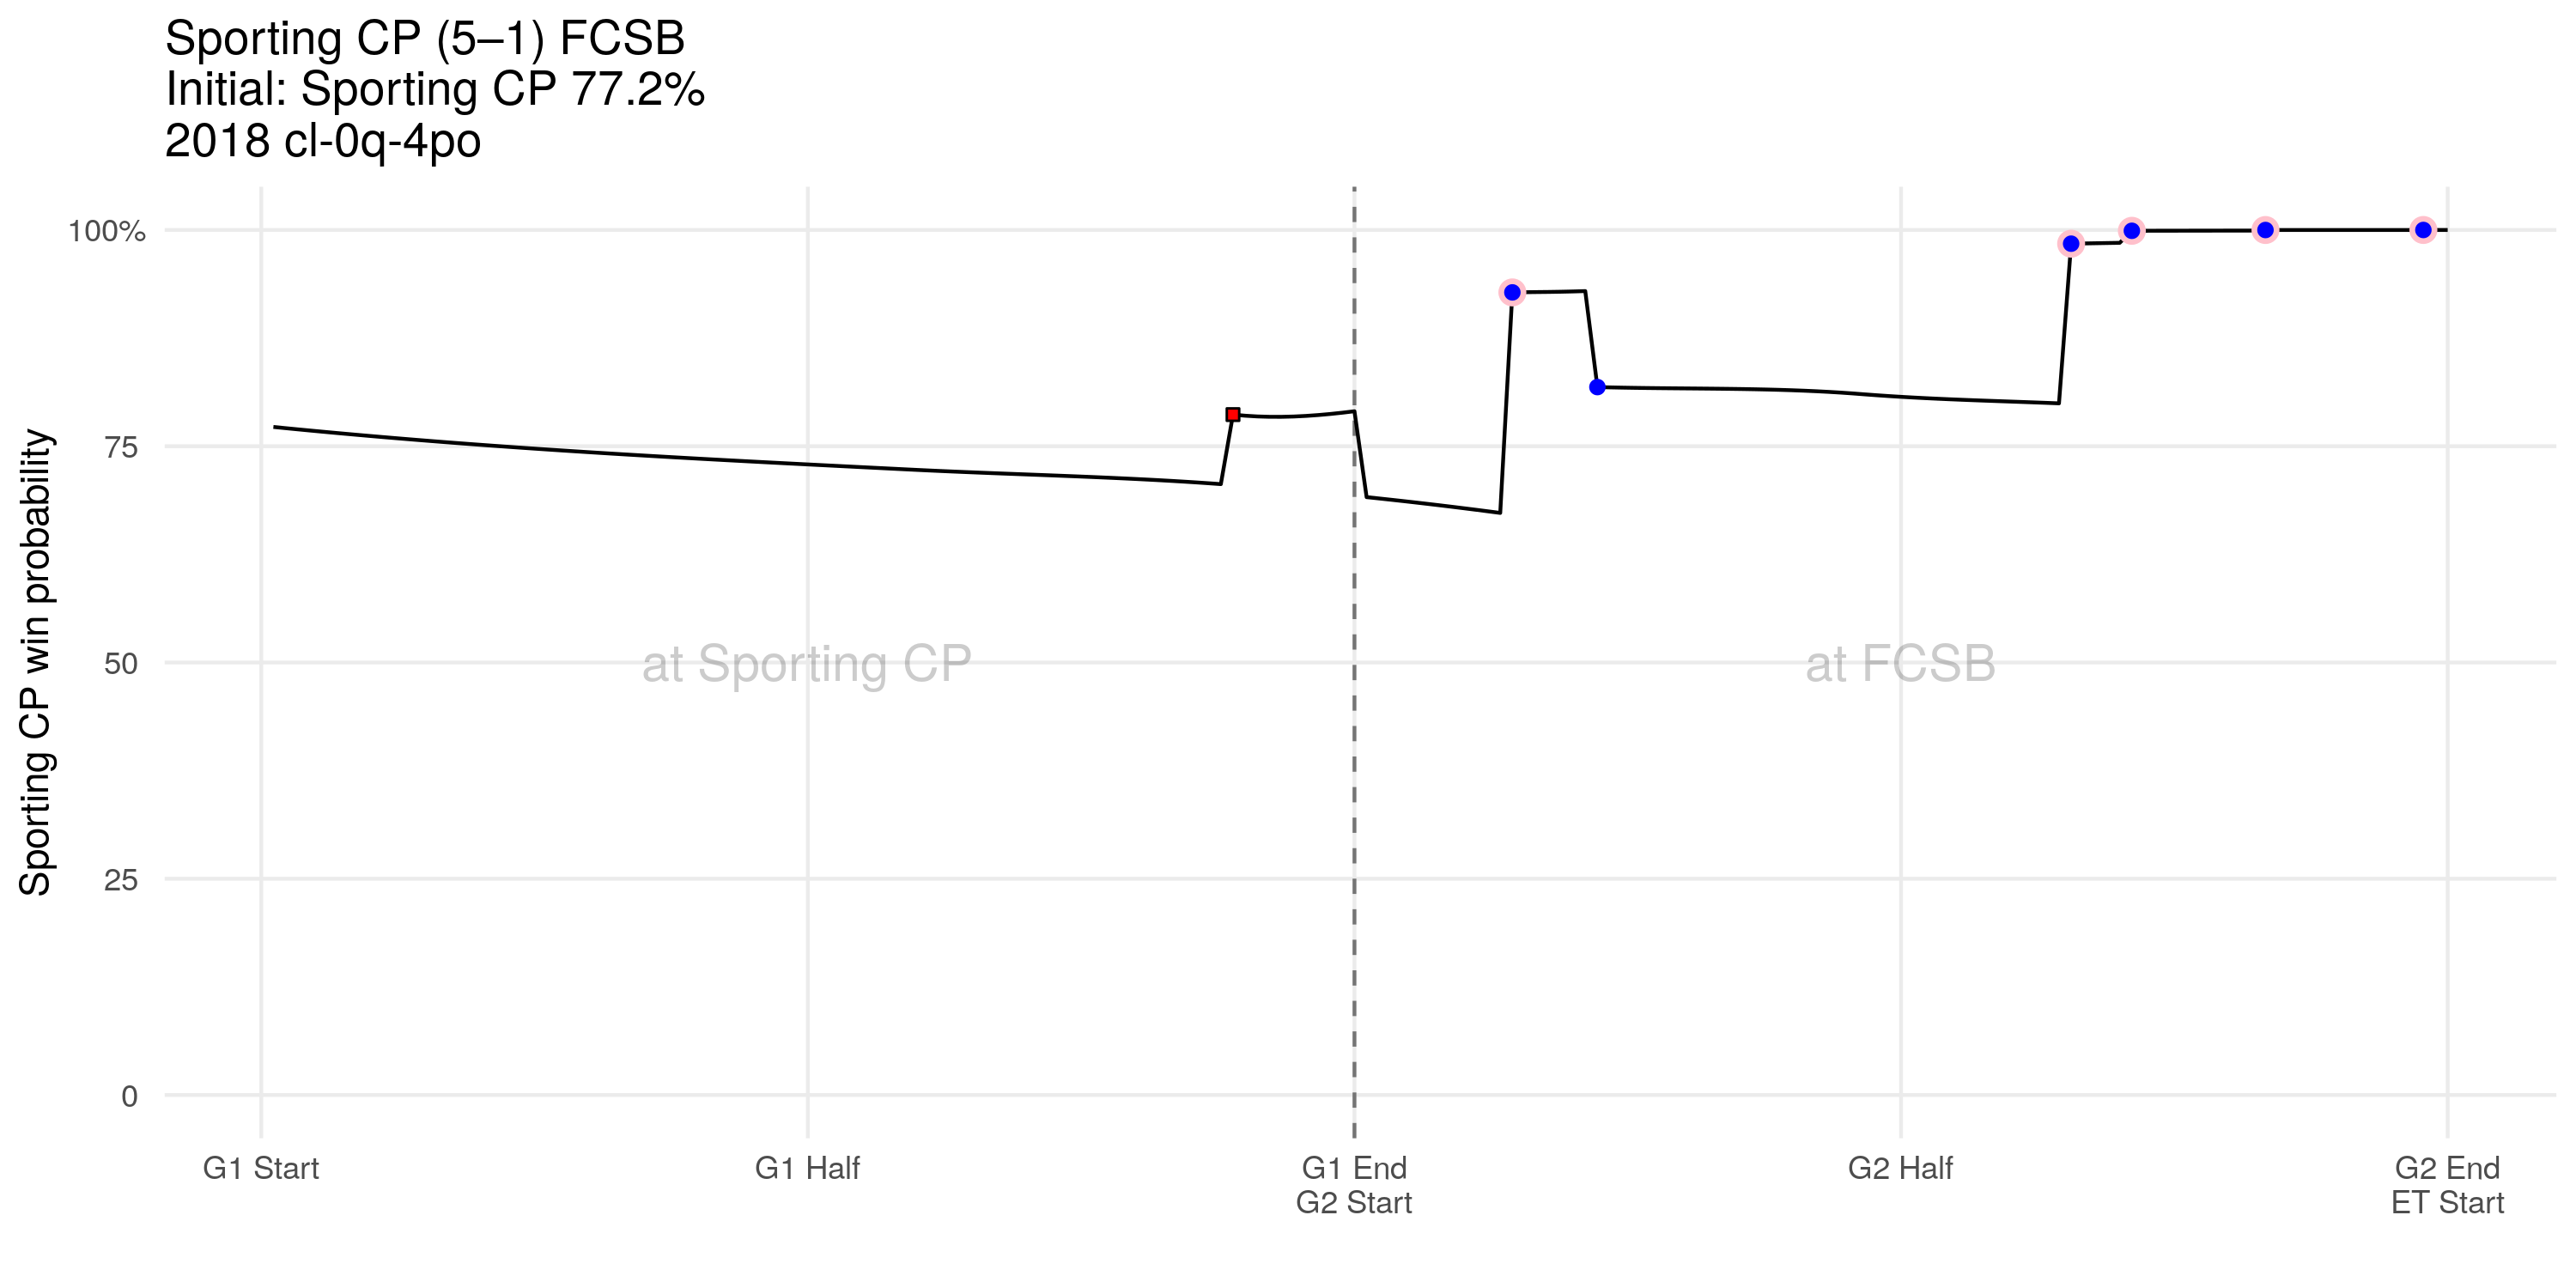 Sporting CP (5–1) FCSB
Initial: Sporting CP 77.2%
2018 cl-0q-4po
Sporting CP win probability
100%
75
50
25
0
at Sporting CP
at FCSB
G1 Start
G1 Half
G1 End
G2 Start
G2 Half
G2 End
ET Start